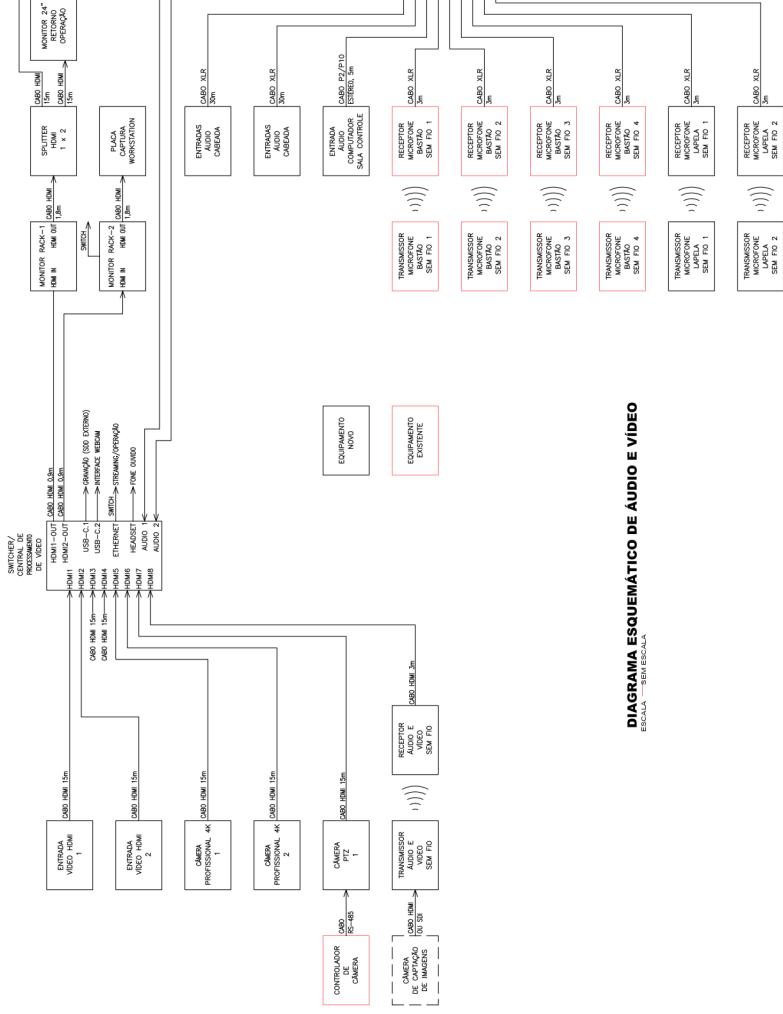 MONITOR 24"
RETORNO
OPERAÇÃO
CABO HDMI
15m
CABO HDMI
15m
SPLITTER
HDMI
1 x 2
PLACA
CAPTURA
WORKSTATION
CABO HDMI
1,8m
CABO HDMI
1,8m
MONITOR RACK-1
HDMI IN
HDMI OUT
SWITCH
MONITOR RACK-2
HDMI IN
HDMI OUT
CABO XLR
30m
ENTRADAS
ÁUDIO
CABEADA
CABO XLR
30m
ENTRADAS
ÁUDIO
CABEADA
CABO P2/P10
ESTÉREO, 5m
ENTRADA
ÁUDIO
COMPUTADOR
SALA CONTROLE
CABO XLR
3m
RECEPTOR
MICROFONE
BASTÃO
SEM FIO 1
CABO XLR
3m
RECEPTOR
MICROFONE
BASTÃO
SEM FIO 2
CABO XLR
3m
RECEPTOR
MICROFONE
BASTÃO
SEM FIO 3
CABO XLR
3m
RECEPTOR
MICROFONE
BASTÃO
SEM FIO 4
CABO XLR
3m
RECEPTOR
MICROFONE
LAPELA
SEM FIO 1
CABO XLR
3m
RECEPTOR
MICROFONE
LAPELA
SEM FIO 2
TRANSMISSOR
MICROFONE
BASTÃO
SEM FIO 1
TRANSMISSOR
MICROFONE
BASTÃO
SEM FIO 2
TRANSMISSOR
MICROFONE
BASTÃO
SEM FIO 3
TRANSMISSOR
MICROFONE
BASTÃO
SEM FIO 4
TRANSMISSOR
MICROFONE
LAPELA
SEM FIO 1
TRANSMISSOR
MICROFONE
LAPELA
SEM FIO 2
EQUIPAMENTO
NOVO
EQUIPAMENTO
EXISTENTE
SWITCHER/
CENTRAL DE
PROCESSAMENTO
DE VÍDEO
CABO HDMI 0,9m
CABO HDMI 0,9m
GRAVAÇÃO (SDD EXTERNO)
INTERFACE WEBCAM
SWITCH
STREAMING/OPERAÇÃO
FONE OUVIDO
HDMI1-OUT
HDMI2-OUT
USB-C.1
USB-C.2
ETHERNET
HEADSET
AUDIO 1
AUDIO 2
HDMI1
HDMI2
HDMI3
HDMI4
HDMI5
HDMI6
HDMI7
HDMI8
CABO HDMI 15m
CABO HDMI 15m
CABO HDMI 3m
RECEPTOR
ÁUDIO E
VÍDEO
SEM FIO
CABO HDMI 15m
CABO HDMI 15m
CABO HDMI 15m
CABO HDMI 15m
CABO HDMI 15m
ENTRADA
VÍDEO HDMI
1
ENTRADA
VÍDEO HDMI
2
CÂMERA
PROFISSIONAL 4K
1
CÂMERA
PROFISSIONAL 4K
2
CÂMERA
PTZ
1
TRANSMISSOR
ÁUDIO E
VIDEO
SEM FIO
CABO
RS-485
CABO HDMI
OU SDI
CONTROLADOR
DE
CÂMERA
CÂMERA
DE CAPTAÇÃO
DE IMAGENS
DIAGRAMA ESQUEMÁTICO DE ÁUDIO E VÍDEO
ESCALA SEM ESCALA